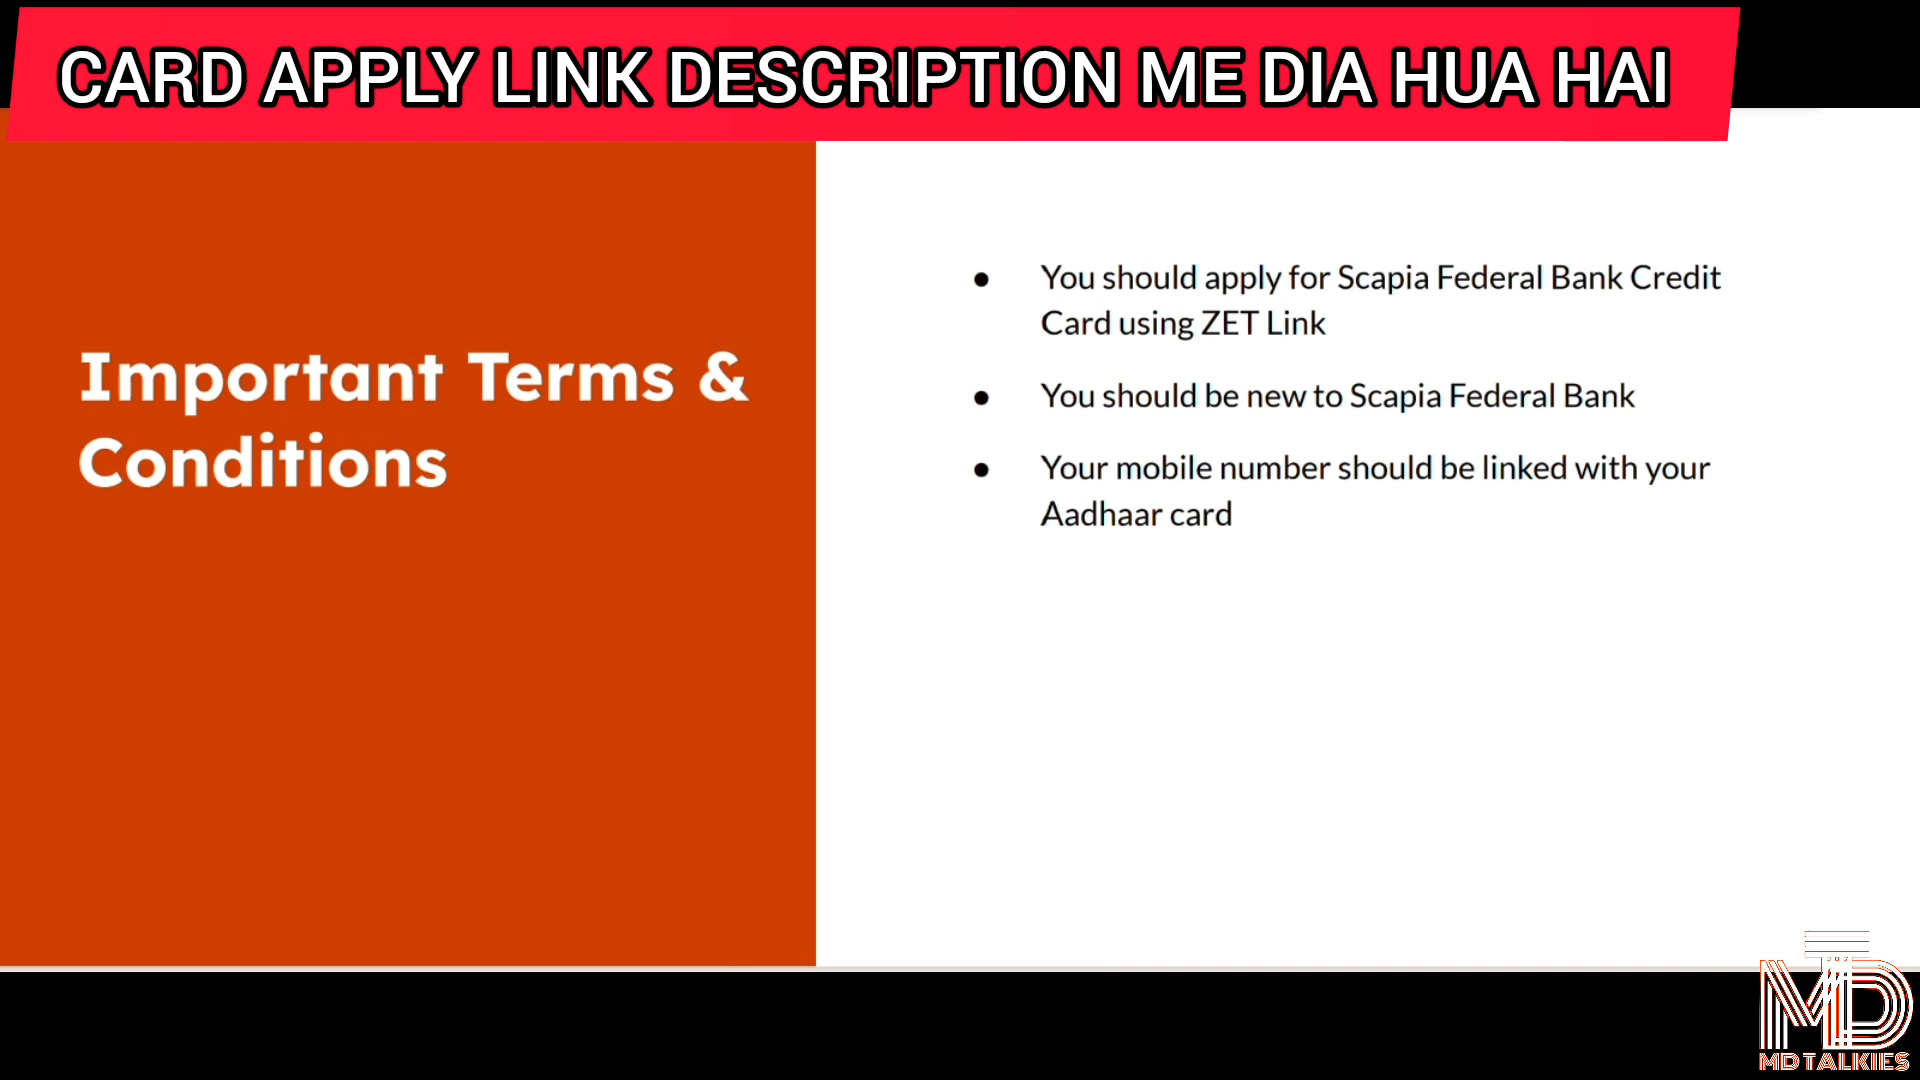 CARD APPLY LINK DESCRIPTION ME DIA HUA HAI
Important Terms &
Conditions
● You should apply for Scapia Federal Bank Credit
Card using ZET Link
● You should be new to Scapia Federal Bank
● Your mobile number should be linked with your
Aadhaar card
MD
MD TALKIES